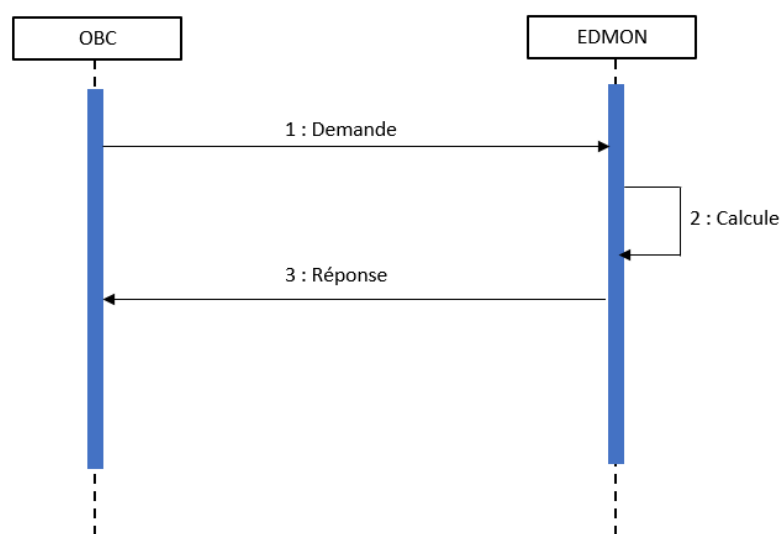 OBC
EDMON
1 : Demande
2 : Calcule
3 : Réponse